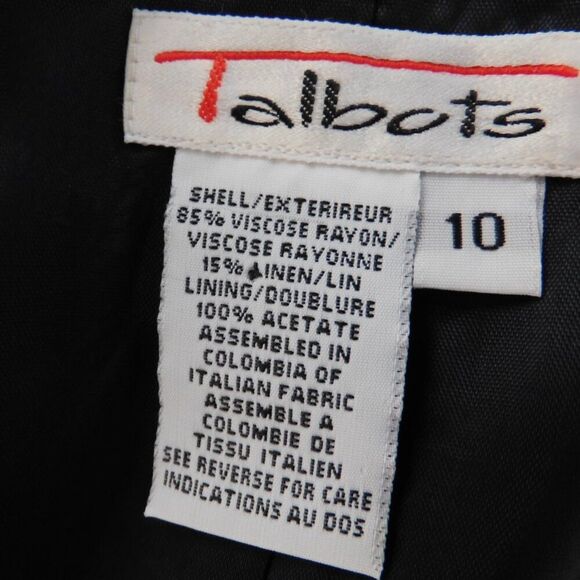 Talbots
10
SHELL/EXTERIREUR
85% VISCOSE RAYON/
VISCOSE RAYONNE
15% LINEN/LIN
LINING/DOUBLURE
100% ACETATE
ASSEMBLED IN
COLOMBIA OF
ITALIAN FABRIC
ASSEMBLE A
COLOMBIE DE
TISSU ITALIEN
SEE REVERSE FOR CARE
INDICATIONS AU DOS